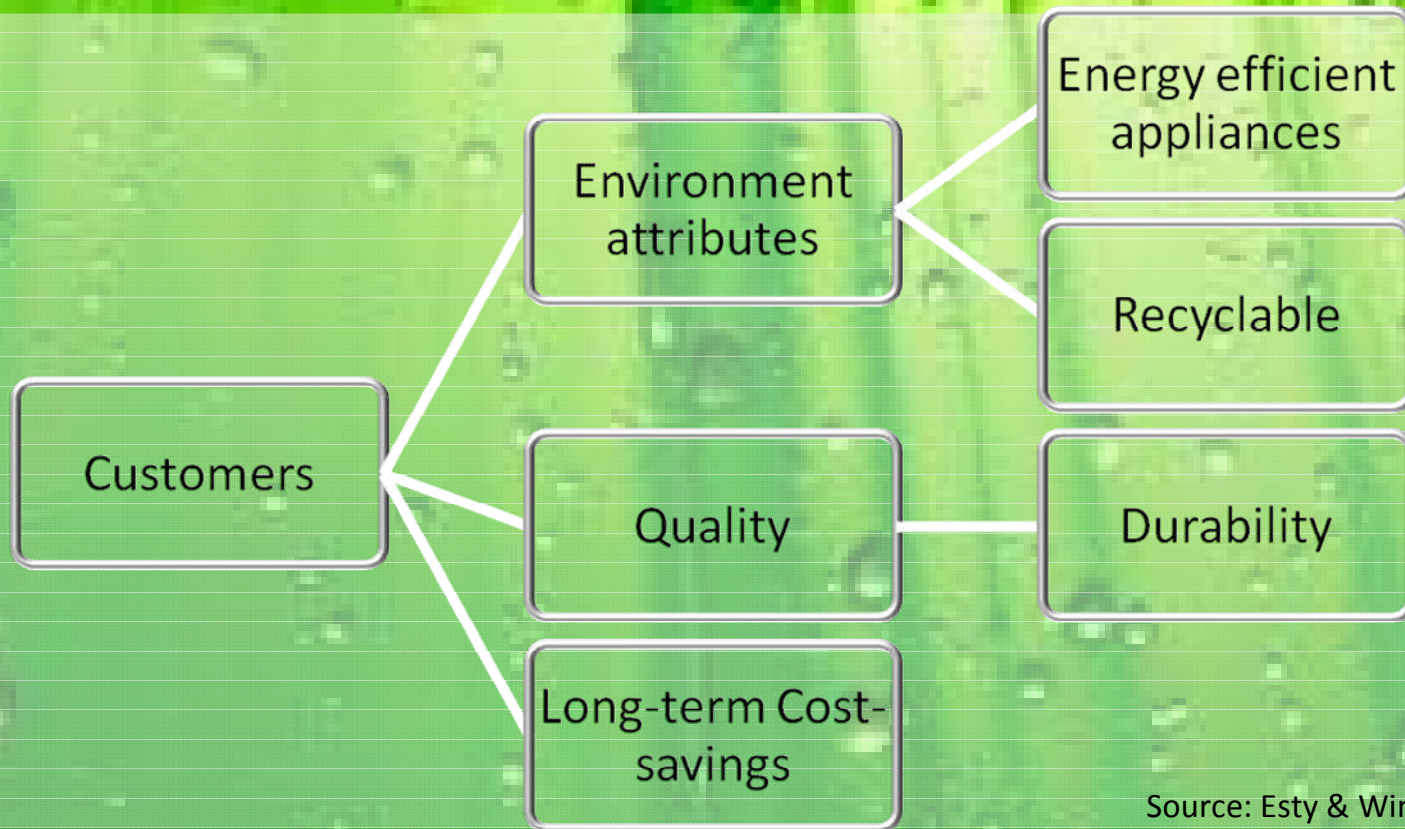 Energy efficient
appliances
Environment
attributes
Recyclable
Customers
Quality
Durability
Long-term Cost-
savings
Source: Esty &